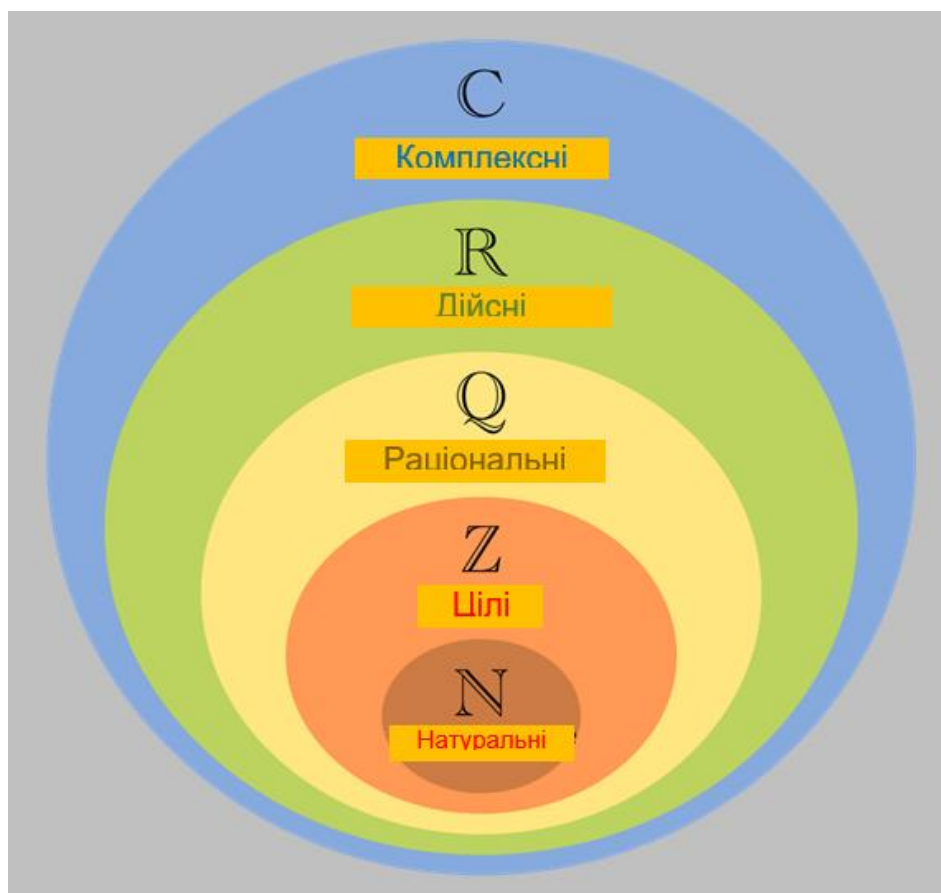 ℂ
Комплексні
ℝ
Дійсні
ℚ
Раціональні
ℤ
Цілі
ℕ
Натуральні